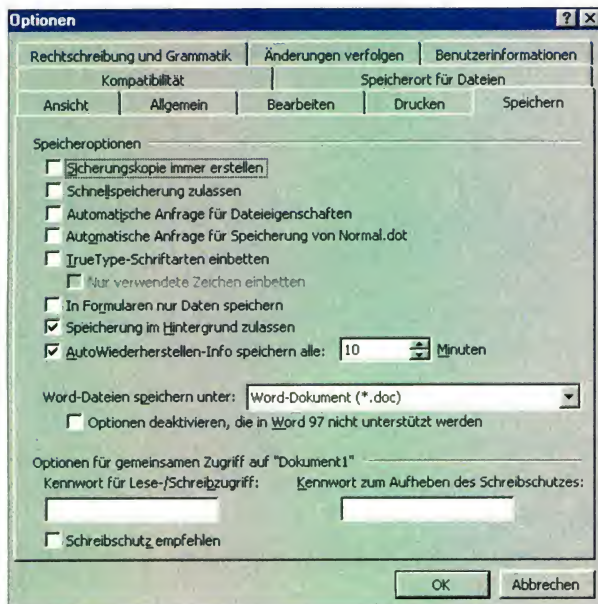 Optionen
Rechtschreibung und Grammatik Änderungen verfolgen Benutzerinformationen
Kompatibilität Speicherort für Dateien
Ansicht Allgemein Bearbeiten Drucken Speichern
Speicheroptionen
Sicherungskopie immer erstellen
Schnellspeicherung zulassen
Automatische Anfrage für Dateieigenschaften
Automatische Anfrage für Speicherung von Normal.dot
TrueType-Schriftarten einbetten
Nur verwendete Zeichen einbetten
In Formularen nur Daten speichern
Speicherung im Hintergrund zulassen
AutoWiederherstellen-Info speichern alle: 10 Minuten
Word-Dateien speichern unter: Word-Dokument (*.doc)
Optionen deaktivieren, die in Word 97 nicht unterstützt werden
Optionen für gemeinsamen Zugriff auf "Dokument1"
Kennwort für Lese-/Schreibzugriff: Kennwort zum Aufheben des Schreibschutzes:
Schreibschutz empfehlen
OK Abbrechen